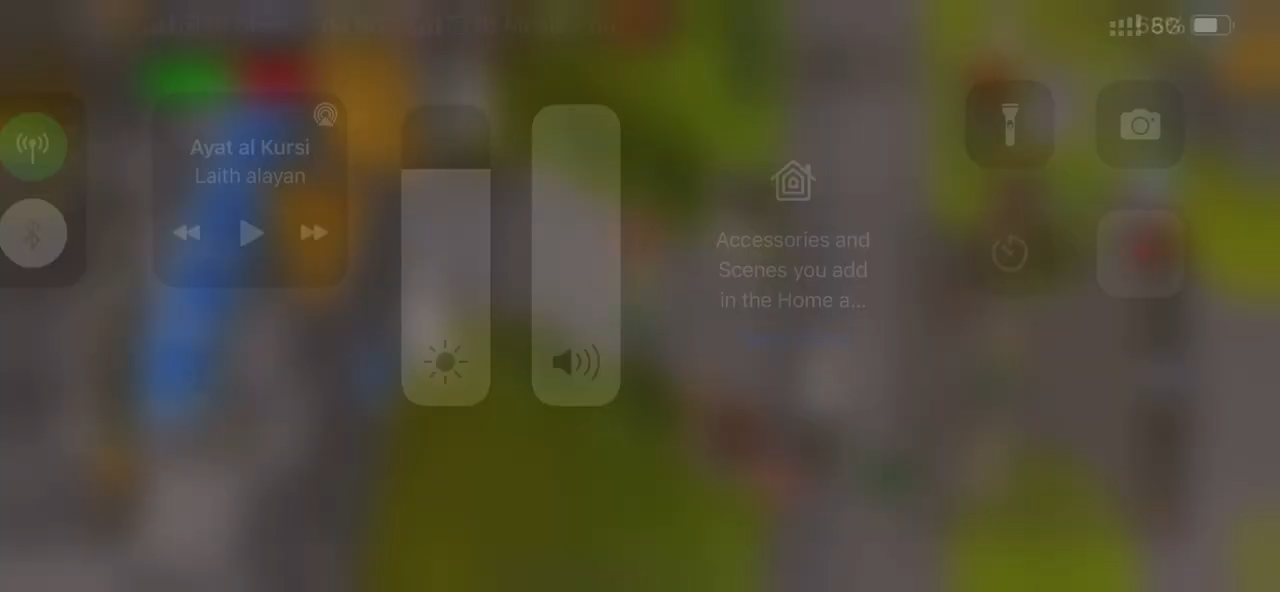 Ayat al Kursi
Laith alayan
Accessories and
Scenes you add
in the Home a...